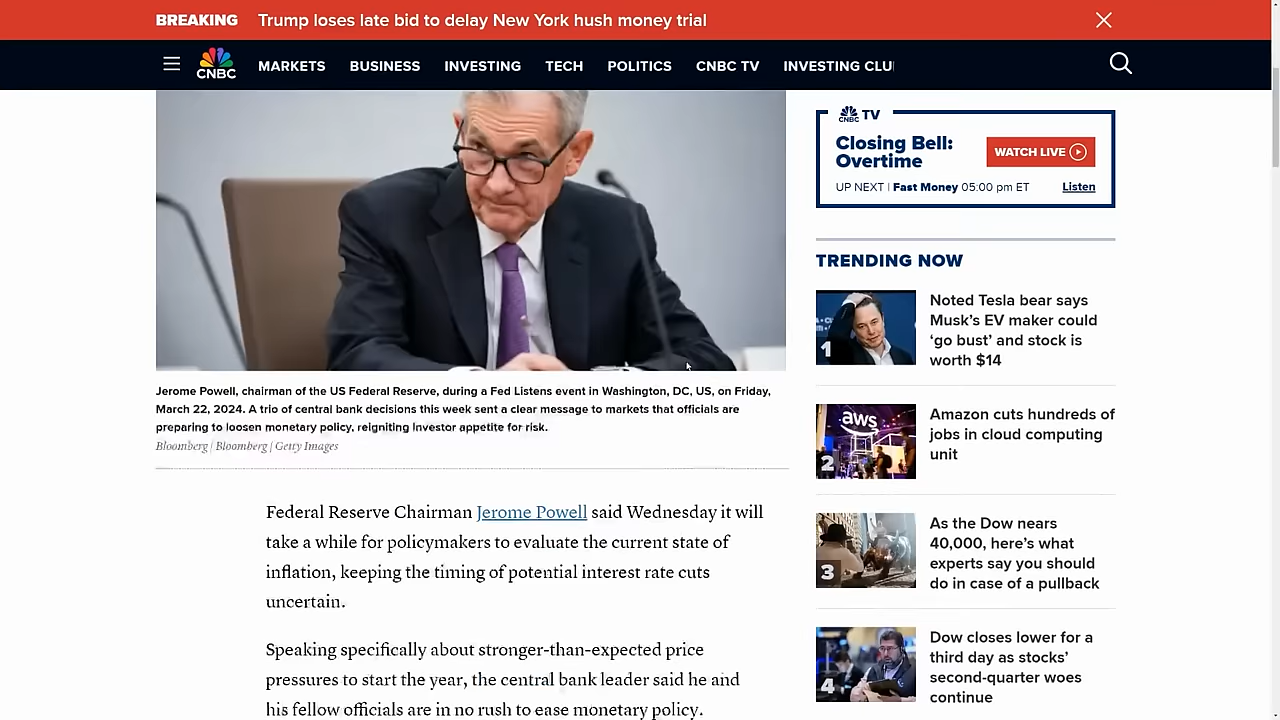 BREAKING Trump loses late bid to delay New York hush money trial
CNBC MARKETS BUSINESS INVESTING TECH POLITICS CNBC TV INVESTING CLU
Jerome Powell, chairman of the US Federal Reserve, during a Fed Listens event in Washington, DC, US, on Friday,
March 22, 2024. A trio of central bank decisions this week sent a clear message to markets that officials are
preparing to loosen monetary policy, reigniting investor appetite for risk.
Bloomberg | Bloomberg | Getty Images
Federal Reserve Chairman Jerome Powell said Wednesday it will
take a while for policymakers to evaluate the current state of
inflation, keeping the timing of potential interest rate cuts
uncertain.
Speaking specifically about stronger-than-expected price
pressures to start the year, the central bank leader said he and
his fellow officials are in no rush to ease monetary policy.
CNBC TV
Closing Bell:
Overtime
WATCH LIVE
UP NEXT | Fast Money 05:00 pm ET Listen
TRENDING NOW
1
Noted Tesla bear says
Musk's EV maker could
‘go bust’ and stock is
worth $14
aws
2
Amazon cuts hundreds of
jobs in cloud computing
unit
3
As the Dow nears
40,000, here’s what
experts say you should
do in case of a pullback
4
Dow closes lower for a
third day as stocks’
second-quarter woes
continue